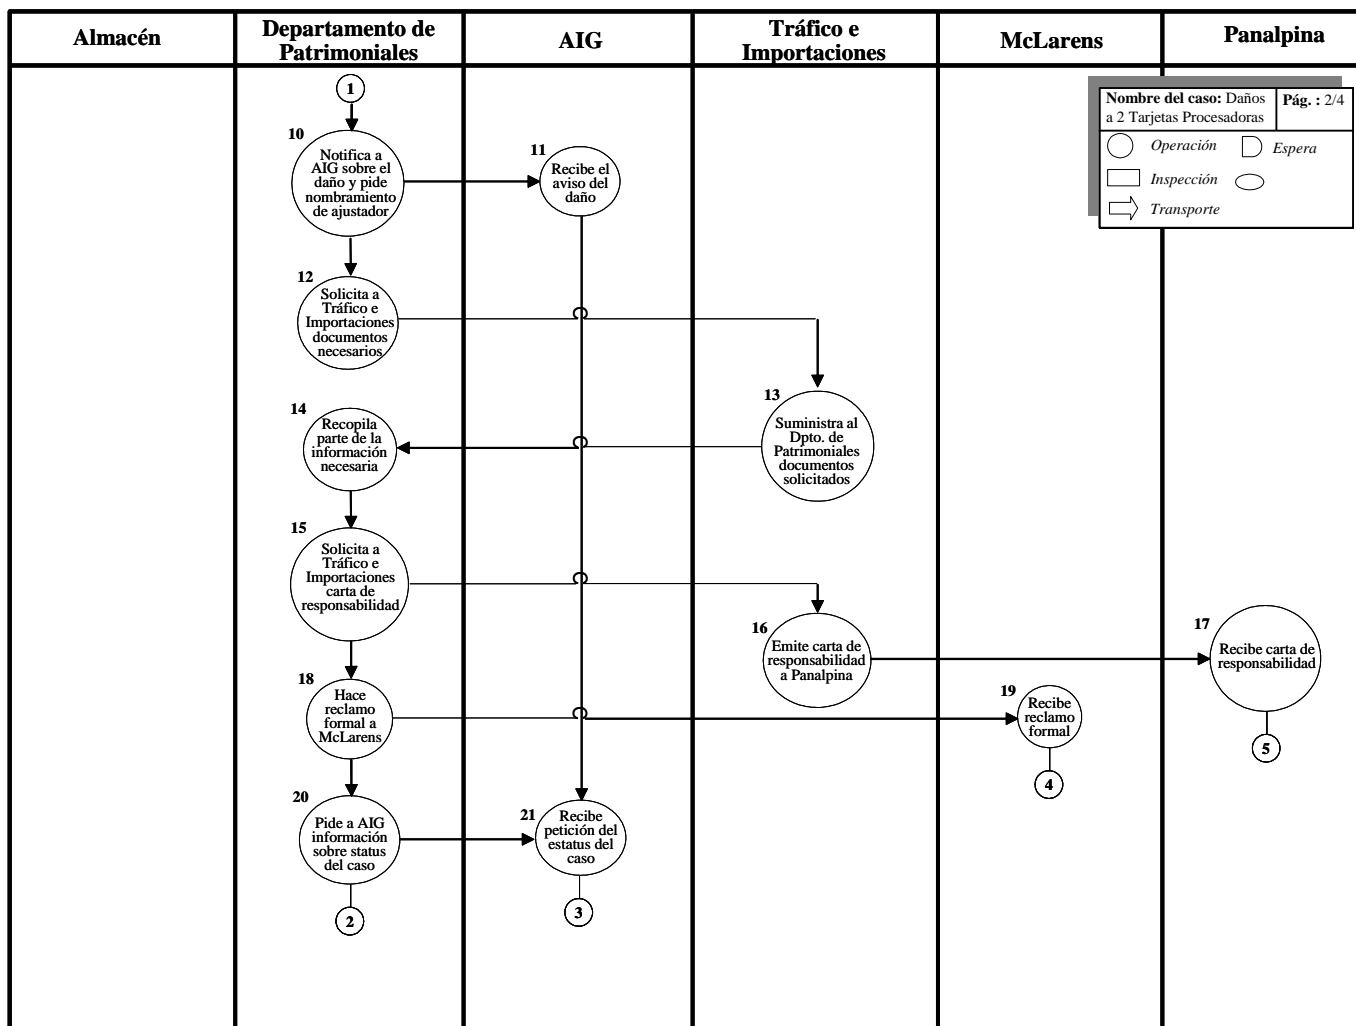 Almacén
Departamento de
Patrimoniales
AIG
Tráfico e
Importaciones
McLarens
Panalpina
Nombre del caso: Daños
a 2 Tarjetas Procesadoras
Pág. : 2/4
Operación
Espera
Inspección
Transporte
1
10
Notifica a
AIG sobre el
daño y pide
nombramiento
de ajustador
11
Recibe el
aviso del
daño
12
Solicita a
Tráfico e
Importaciones
documentos
necesarios
13
Suministra al
Dpto. de
Patrimoniales
documentos
solicitados
14
Recopila
parte de la
información
necesaria
15
Solicita a
Tráfico e
Importaciones
carta de
responsabilidad
16
Emite carta de
responsabilidad
a Panalpina
17
Recibe carta de
responsabilidad
18
Hace
reclamo
formal a
McLarens
19
Recibe
reclamo
formal
5
4
20
Pide a AIG
información
sobre status
del caso
21
Recibe
petición del
estatus del
caso
2
3